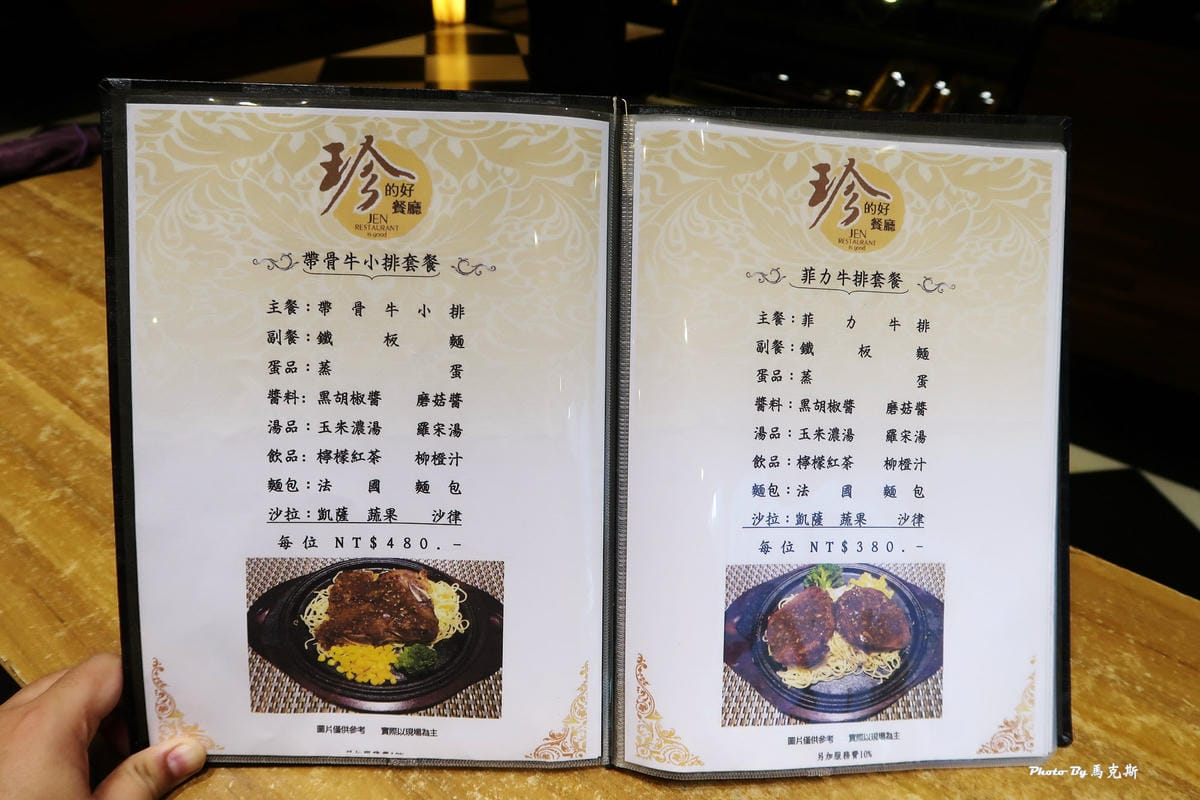 珍的好
餐廳
JEN
RESTAURANT
is good
帶骨牛小排套餐
主餐：帶骨牛小排
副餐：鐵板麵
蛋品：蒸蛋
醬料：黑胡椒醬 磨菇醬
湯品：玉米濃湯 羅宋湯
飲品：檸檬紅茶 柳橙汁
麵包：法國麵包
沙拉：凱薩 蔬果 沙律
每位 NT$480.-
圖片僅供參考 實際以現場為主
另加服務費10%
珍的好
餐廳
JEN
RESTAURANT
is good
菲力牛排套餐
主餐：菲力牛排
副餐：鐵板麵
蛋品：蒸蛋
醬料：黑胡椒醬 磨菇醬
湯品：玉米濃湯 羅宋湯
飲品：檸檬紅茶 柳橙汁
麵包：法國麵包
沙拉：凱薩 蔬果 沙律
每位 NT$380.-
圖片僅供參考 實際以現場為主
另加服務費10%
Photo By 馬克斯